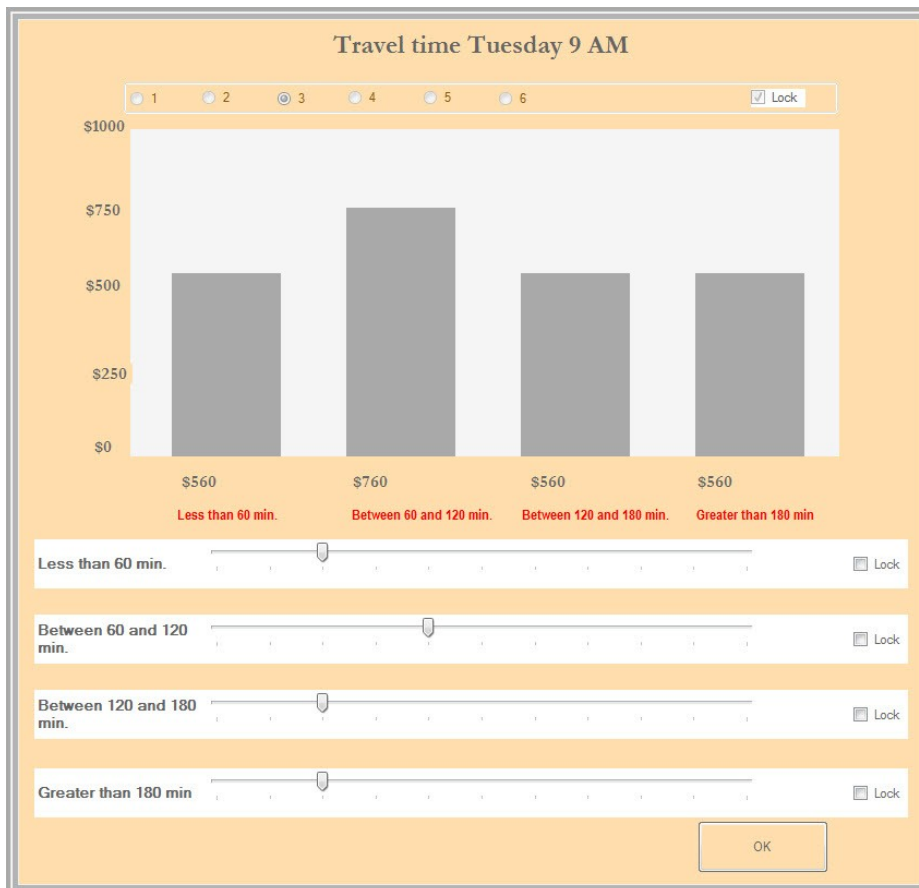 Travel time Tuesday 9 AM
1 2 3 4 5 6 Lock
$1000
$750
$500
$250
$0
$560 $760 $560 $560
Less than 60 min. Between 60 and 120 min. Between 120 and 180 min. Greater than 180 min
Less than 60 min. Lock
Between 60 and 120
min. Lock
Between 120 and 180
min. Lock
Greater than 180 min Lock
OK